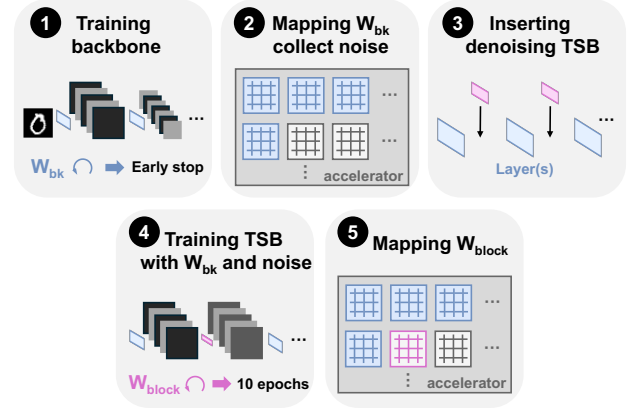 1 Training
backbone
...
W_bk → Early stop
2 Mapping W_bk
collect noise
...
...
⋮ accelerator
3 Inserting
denoising TSB
...
Layer(s)
4 Training TSB
with W_bk and noise
...
W_block → 10 epochs
5 Mapping W_block
...
...
⋮ accelerator